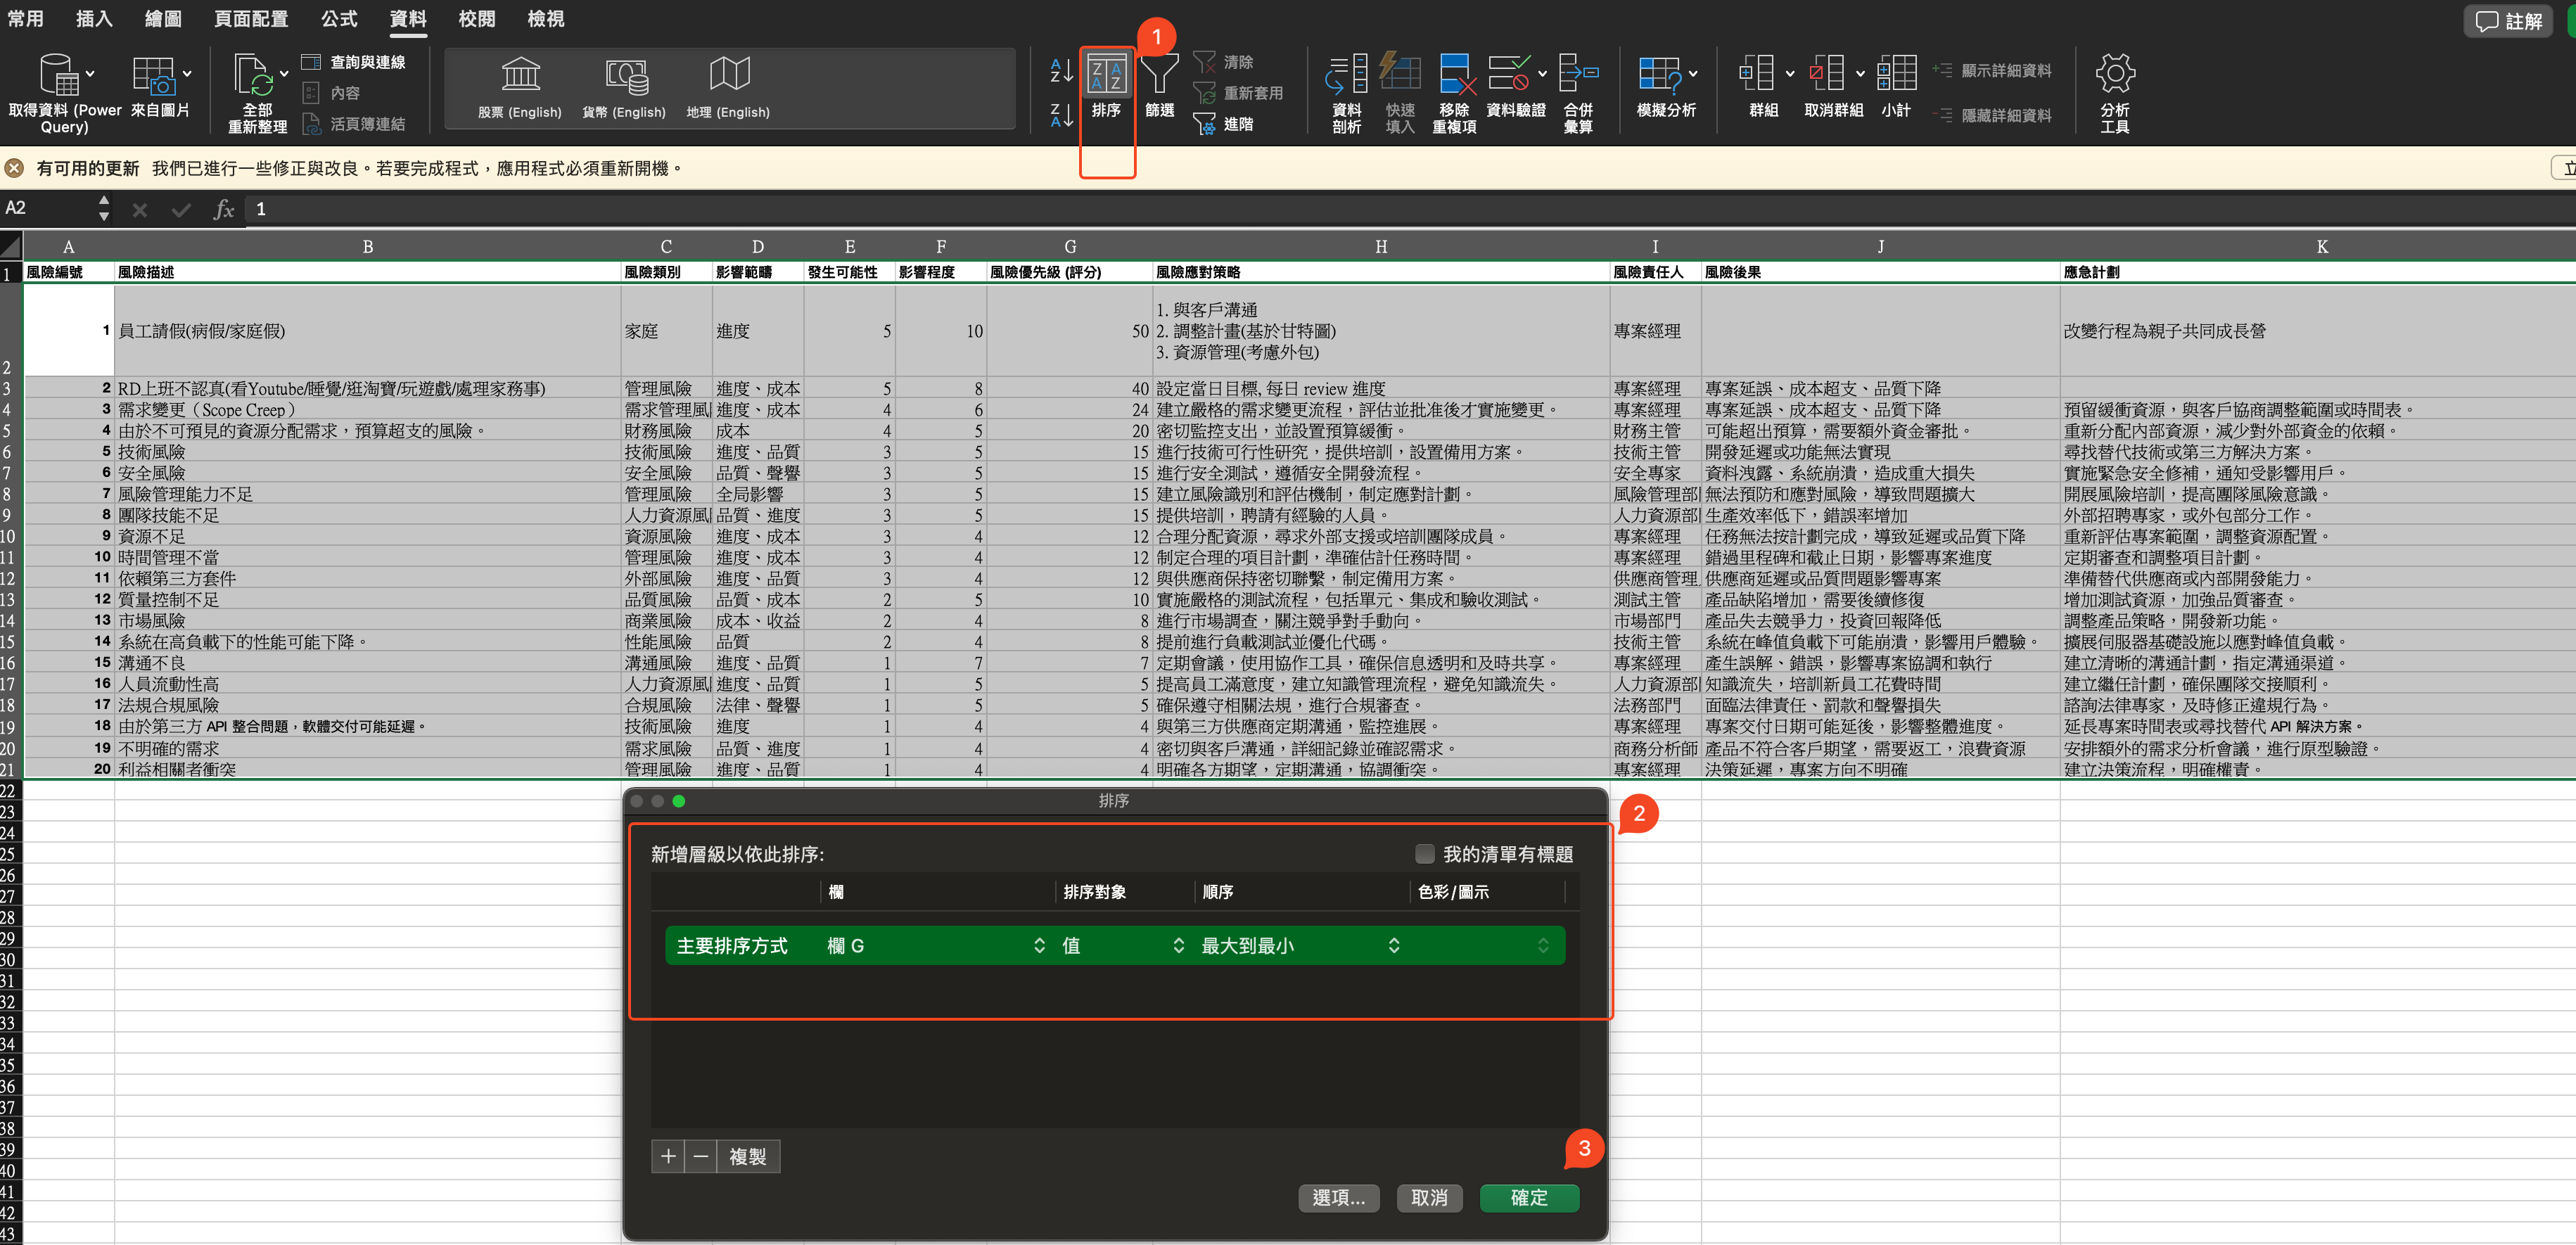 常用 插入 繪圖 頁面配置 公式 資料 校閱 檢視 註解
取得資料 (Power Query)
來自圖片
全部重新整理
查詢與連線
內容
活頁簿連結
股票 (English) 貨幣 (English) 地理 (English)
排序
1
篩選
清除
重新套用
進階
資料剖析
快速填入
移除重複項
資料驗證
合併彙算
模擬分析
群組
取消群組
小計
顯示詳細資料
隱藏詳細資料
分析工具
有可用的更新 我們已進行一些修正與改良。若要完成程式,應用程式必須重新開機。
A2 fx 1
A B C D E F G H I J K
1 風險編號 風險描述 風險類別 影響範疇 發生可能性 影響程度 風險優先級 (評分) 風險應對策略 風險責任人 風險後果 應急計劃
2 1 員工請假(病假/家庭假) 家庭 進度 5 10 50 1. 與客戶溝通
2. 調整計畫(基於甘特圖)
3. 資源管理(考慮外包) 專案經理 改變行程為親子共同成長營
3 2 RD上班不認真(看Youtube/睡覺/逛淘寶/玩遊戲/處理家務事) 管理風險 進度、成本 5 8 40 設定當日目標, 每日 review 進度 專案經理 專案延誤、成本超支、品質下降
4 3 需求變更(Scope Creep) 需求管理風 進度、成本 4 6 24 建立嚴格的需求變更流程,評估並批准後才實施變更。 專案經理 專案延誤、成本超支、品質下降 預留緩衝資源,與客戶協商調整範圍或時間表。
5 4 由於不可預見的資源分配需求,預算超支的風險。 財務風險 成本 4 5 20 密切監控支出,並設置預算緩衝。 財務主管 可能超出預算,需要額外資金審批。 重新分配內部資源,減少對外部資金的依賴。
6 5 技術風險 技術風險 進度、品質 3 5 15 進行技術可行性研究,提供培訓,設置備用方案。 技術主管 開發延遲或功能無法實現 尋找替代技術或第三方解決方案。
7 6 安全風險 安全風險 品質、聲譽 3 5 15 進行安全測試,遵循安全開發流程。 安全專家 資料洩露、系統崩潰,造成重大損失 實施緊急安全修補,通知受影響用戶。
8 7 風險管理能力不足 管理風險 全局影響 3 5 15 建立風險識別和評估機制,制定應對計劃。 風險管理部 無法預防和應對風險,導致問題擴大 開展風險培訓,提高團隊風險意識。
9 8 團隊技能不足 人力資源風 品質、進度 3 5 15 提供培訓,聘請有經驗的人員。 人力資源部 生產效率低下,錯誤率增加 外部招聘專家,或外包部分工作。
10 9 資源不足 資源風險 進度、成本 3 4 12 合理分配資源,尋求外部支援或培訓團隊成員。 專案經理 任務無法按計劃完成,導致延遲或品質下降 重新評估專案範圍,調整資源配置。
11 10 時間管理不當 管理風險 進度、成本 3 4 12 制定合理的項目計劃,準確估計任務時間。 專案經理 錯過里程碑和截止日期,影響專案進度 定期審查和調整項目計劃。
12 11 依賴第三方套件 外部風險 進度、品質 3 4 12 與供應商保持密切聯繫,制定備用方案。 供應商管理 供應商延遲或品質問題影響專案 準備替代供應商或內部開發能力。
13 12 質量控制不足 品質風險 品質、成本 2 5 10 實施嚴格的測試流程,包括單元、集成和驗收測試。 測試主管 產品缺陷增加,需要後續修復 增加測試資源,加強品質審查。
14 13 市場風險 商業風險 成本、收益 2 4 8 進行市場調查,關注競爭對手動向。 市場部門 產品失去競爭力,投資回報降低 調整產品策略,開發新功能。
15 14 系統在高負載下的性能可能下降。 性能風險 品質 2 4 8 提前進行負載測試並優化代碼。 技術主管 系統在峰值負載下可能崩潰,影響用戶體驗。 擴展伺服器基礎設施以應對峰值負載。
16 15 溝通不良 溝通風險 進度、品質 1 7 7 定期會議,使用協作工具,確保信息透明和及時共享。 專案經理 產生誤解、錯誤,影響專案協調和執行 建立清晰的溝通計劃,指定溝通渠道。
17 16 人員流動性高 人力資源風 進度、品質 1 5 5 提高員工滿意度,建立知識管理流程,避免知識流失。 人力資源部 知識流失,培訓新員工花費時間 建立繼任計劃,確保團隊交接順利。
18 17 法規合規風險 合規風險 法律、聲譽 1 5 5 確保遵守相關法規,進行合規審查。 法務部門 面臨法律責任、罰款和聲譽損失 諮詢法律專家,及時修正違規行為。
19 18 由於第三方 API 整合問題,軟體交付可能延遲。 技術風險 進度 1 4 4 與第三方供應商定期溝通,監控進展。 專案經理 專案交付日期可能延後,影響整體進度。 延長專案時間表或尋找替代 API 解決方案。
20 19 不明確的需求 需求風險 品質、進度 1 4 4 密切與客戶溝通,詳細記錄並確認需求。 商務分析師 產品不符合客戶期望,需要返工,浪費資源 安排額外的需求分析會議,進行原型驗證。
21 20 利益相關者衝突 管理風險 進度、品質 1 4 4 明確各方期望,定期溝通,協調衝突。 專案經理 決策延遲,專案方向不明確 建立決策流程,明確權責。
22
23
24
25
26
27
28
29
30
31
32
33
34
35
36
37
38
39
40
41
42
43
排序
2
新增層級以依此排序: 我的清單有標題
欄 排序對象 順序 色彩/圖示
主要排序方式 欄 G 值 最大到最小
+ − 複製
3
選項... 取消 確定